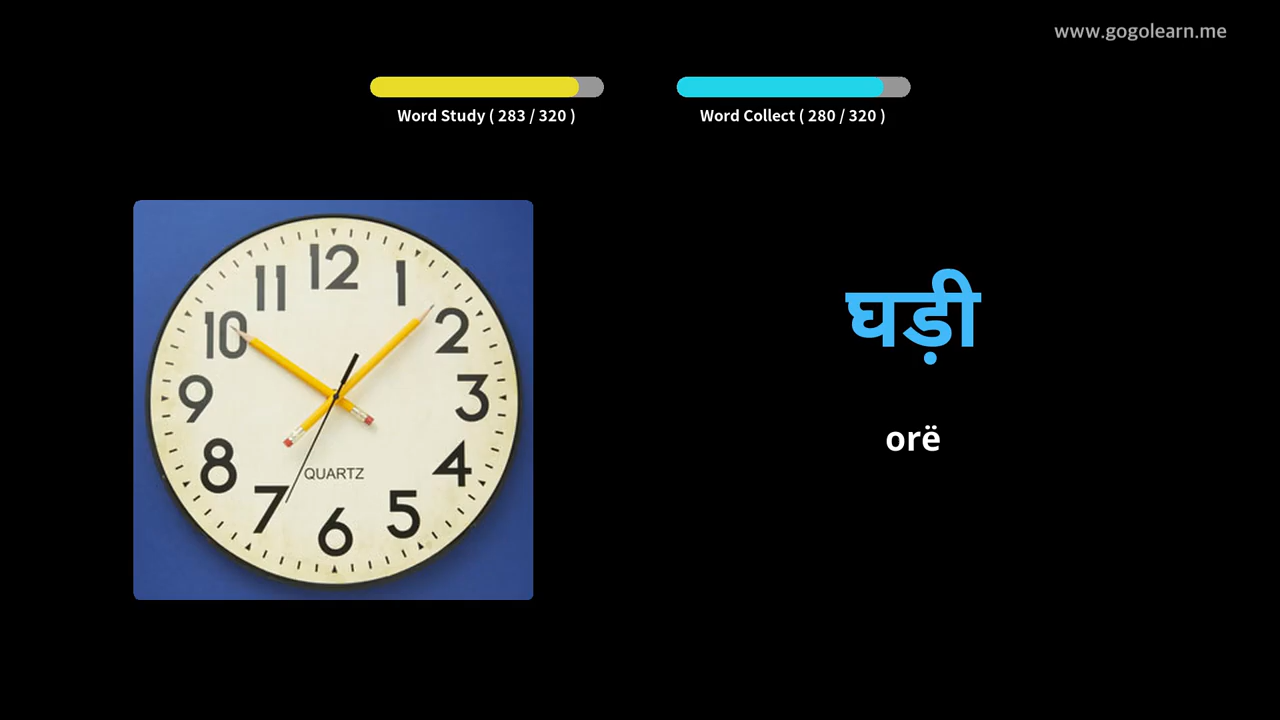 www.gogolearn.me
Word Study ( 283 / 320 )
Word Collect ( 280 / 320 )
12
1
2
3
4
5
6
7
8
9
10
11
QUARTZ
घड़ी
orë